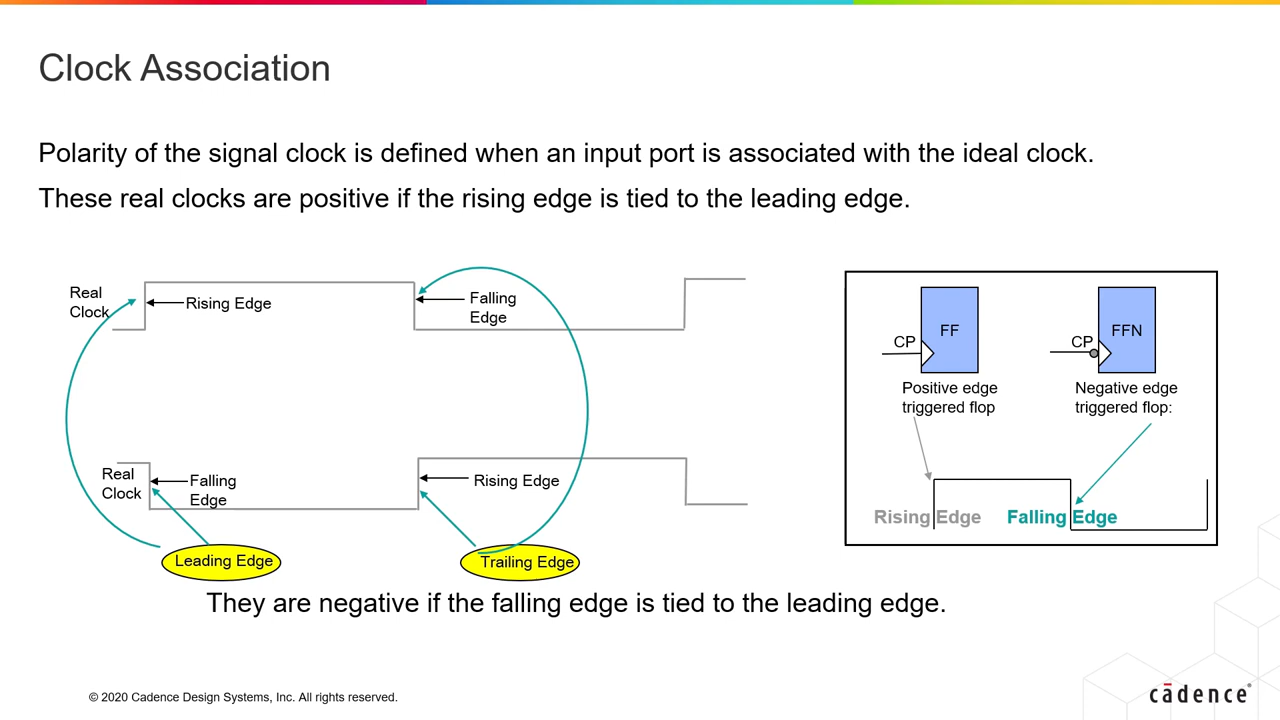 Clock Association
Polarity of the signal clock is defined when an input port is associated with the ideal clock.
These real clocks are positive if the rising edge is tied to the leading edge.
Real
Clock
Rising Edge
Falling
Edge
Real
Clock
Falling
Edge
Rising Edge
Leading Edge
Trailing Edge
They are negative if the falling edge is tied to the leading edge.
CP
FF
Positive edge
triggered flop
CP
FFN
Negative edge
triggered flop:
Rising Edge
Falling Edge
© 2020 Cadence Design Systems, Inc. All rights reserved.
cādence®